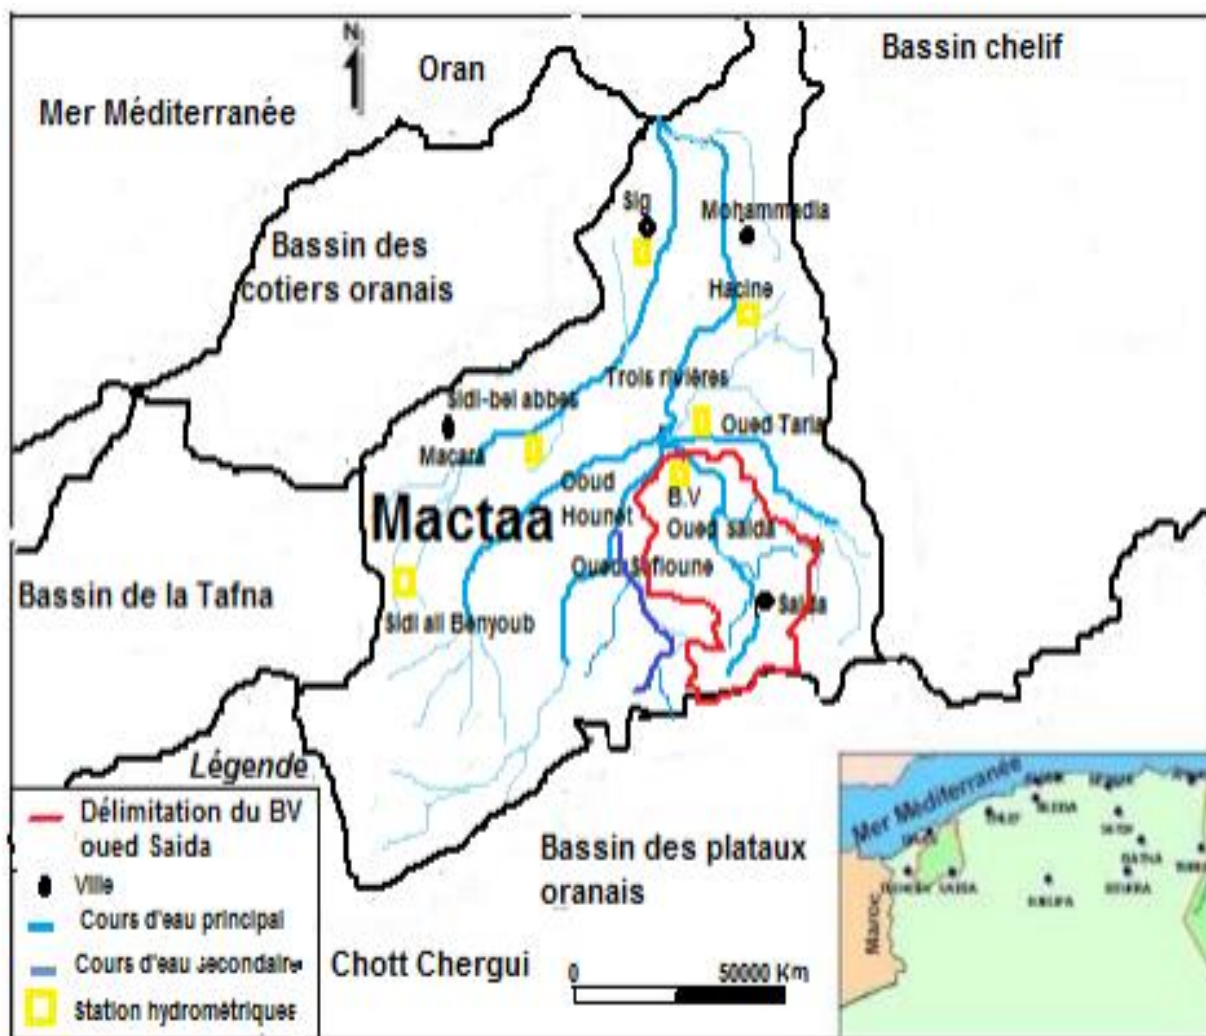 N
Oran
Bassin chelif
Mer Méditerranée
Sig
Mohammedia
Bassin des
cotiers oranais
Hacine
Trois rivières
Sidi-bel abbes
Oued Taria
Macara
Ooud
Hounet
B.V
Oued saida
Mactaa
Oued Sefioune
Bassin de la Tafna
Saida
Sidi ali Benyoub
Légende
Délimitation du BV
oued Saida
Ville
Cours d'eau principal
Cours d'eau secondaire
Station hydrométriques
Bassin des plataux
oranais
Chott Chergui
0 50000 Km
Mer Méditerranée
Maroc